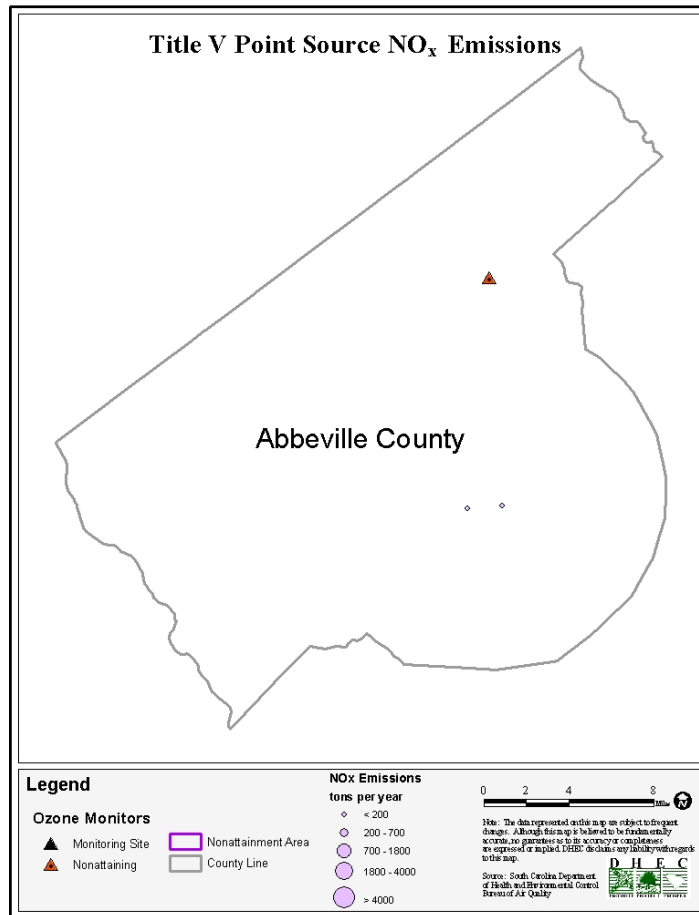 Title V Point Source NOx Emissions
Abbeville County
Legend
Ozone Monitors
Monitoring Site
Nonattaining
Nonattainment Area
County Line
NOx Emissions
tons per year
< 200
200 - 700
700 - 1800
1800 - 4000
> 4000
0 2 4 8
Miles
N
Note: The data represented on this map are subject to frequent
changes. Although this map is believed to be fundamentally
accurate, no guarantee as to its accuracy or completeness
are expressed or implied. DHEC disclaims any liability with regards
to this map.
Source: South Carolina Department
of Health and Environmental Control
Bureau of Air Quality
D H E C
PROMOTE PROTECT PROSPER